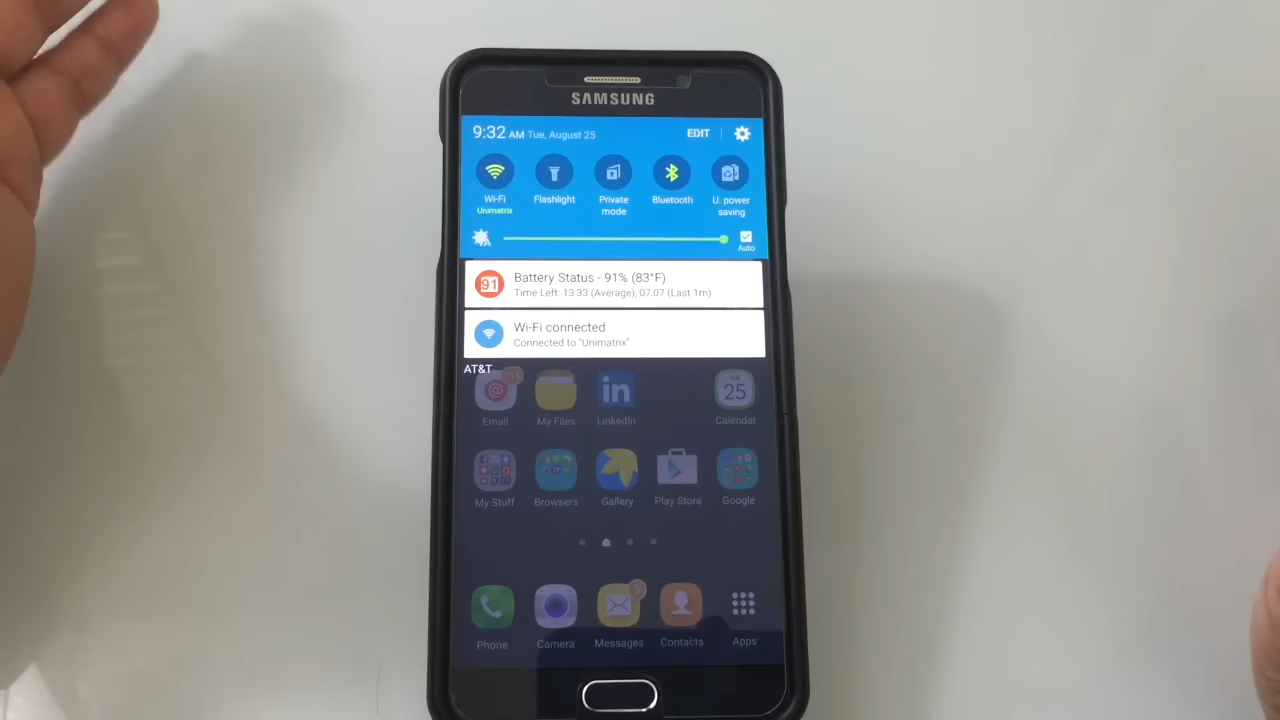 SAMSUNG
9:32 AM Tue, August 25 EDIT
Wi-Fi Flashlight Private mode Bluetooth U. power saving
Unimatrix
A Auto
91 Battery Status - 91% (83°F)
Time Left: 13:33 (Average), 07:07 (Last 1m)
Wi-Fi connected
Connected to "Unimatrix"
AT&T
@ in TUE 25
Email My Files LinkedIn Calendar
My Stuff Browsers Gallery Play Store Google
3
Phone Camera Messages Contacts Apps